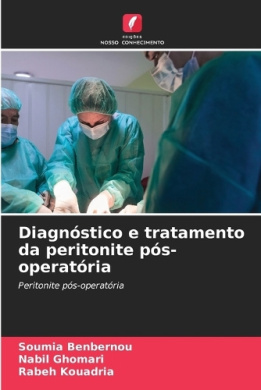 edições
NOSSO CONHECIMENTO
Diagnóstico e tratamento
da peritonite pós-
operatória
Peritonite pós-operatória
Soumia Benbernou
Nabil Ghomari
Rabeh Kouadria